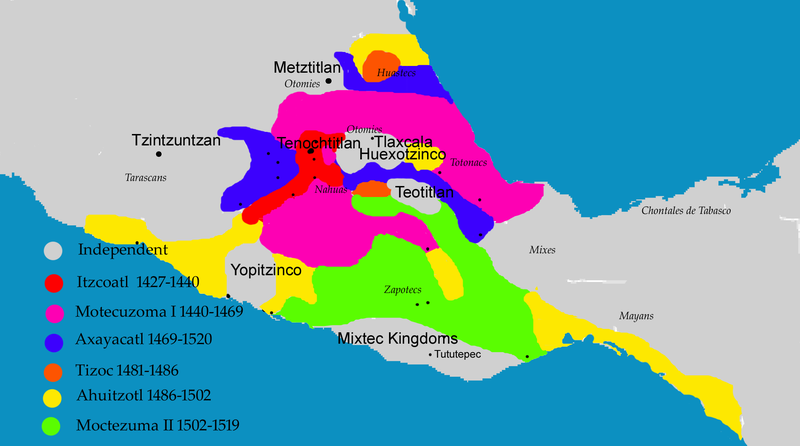 Huastecs
Metztitlan
Otomies
Otomies
Tzintzuntzan
Tenochtitlan
Tlaxcala
Huexotzinco
Totonacs
Tarascans
Nahuas
Teotitlan
Chontales de Tabasco
Mixes
Independent
Yopitzinco
Itzcoatl 1427-1440
Zapotecs
Motecuzoma I 1440-1469
Mayans
Axayacatl 1469-1520
Mixtec Kingdoms
Tututepec
Tizoc 1481-1486
Ahuitzotl 1486-1502
Moctezuma II 1502-1519